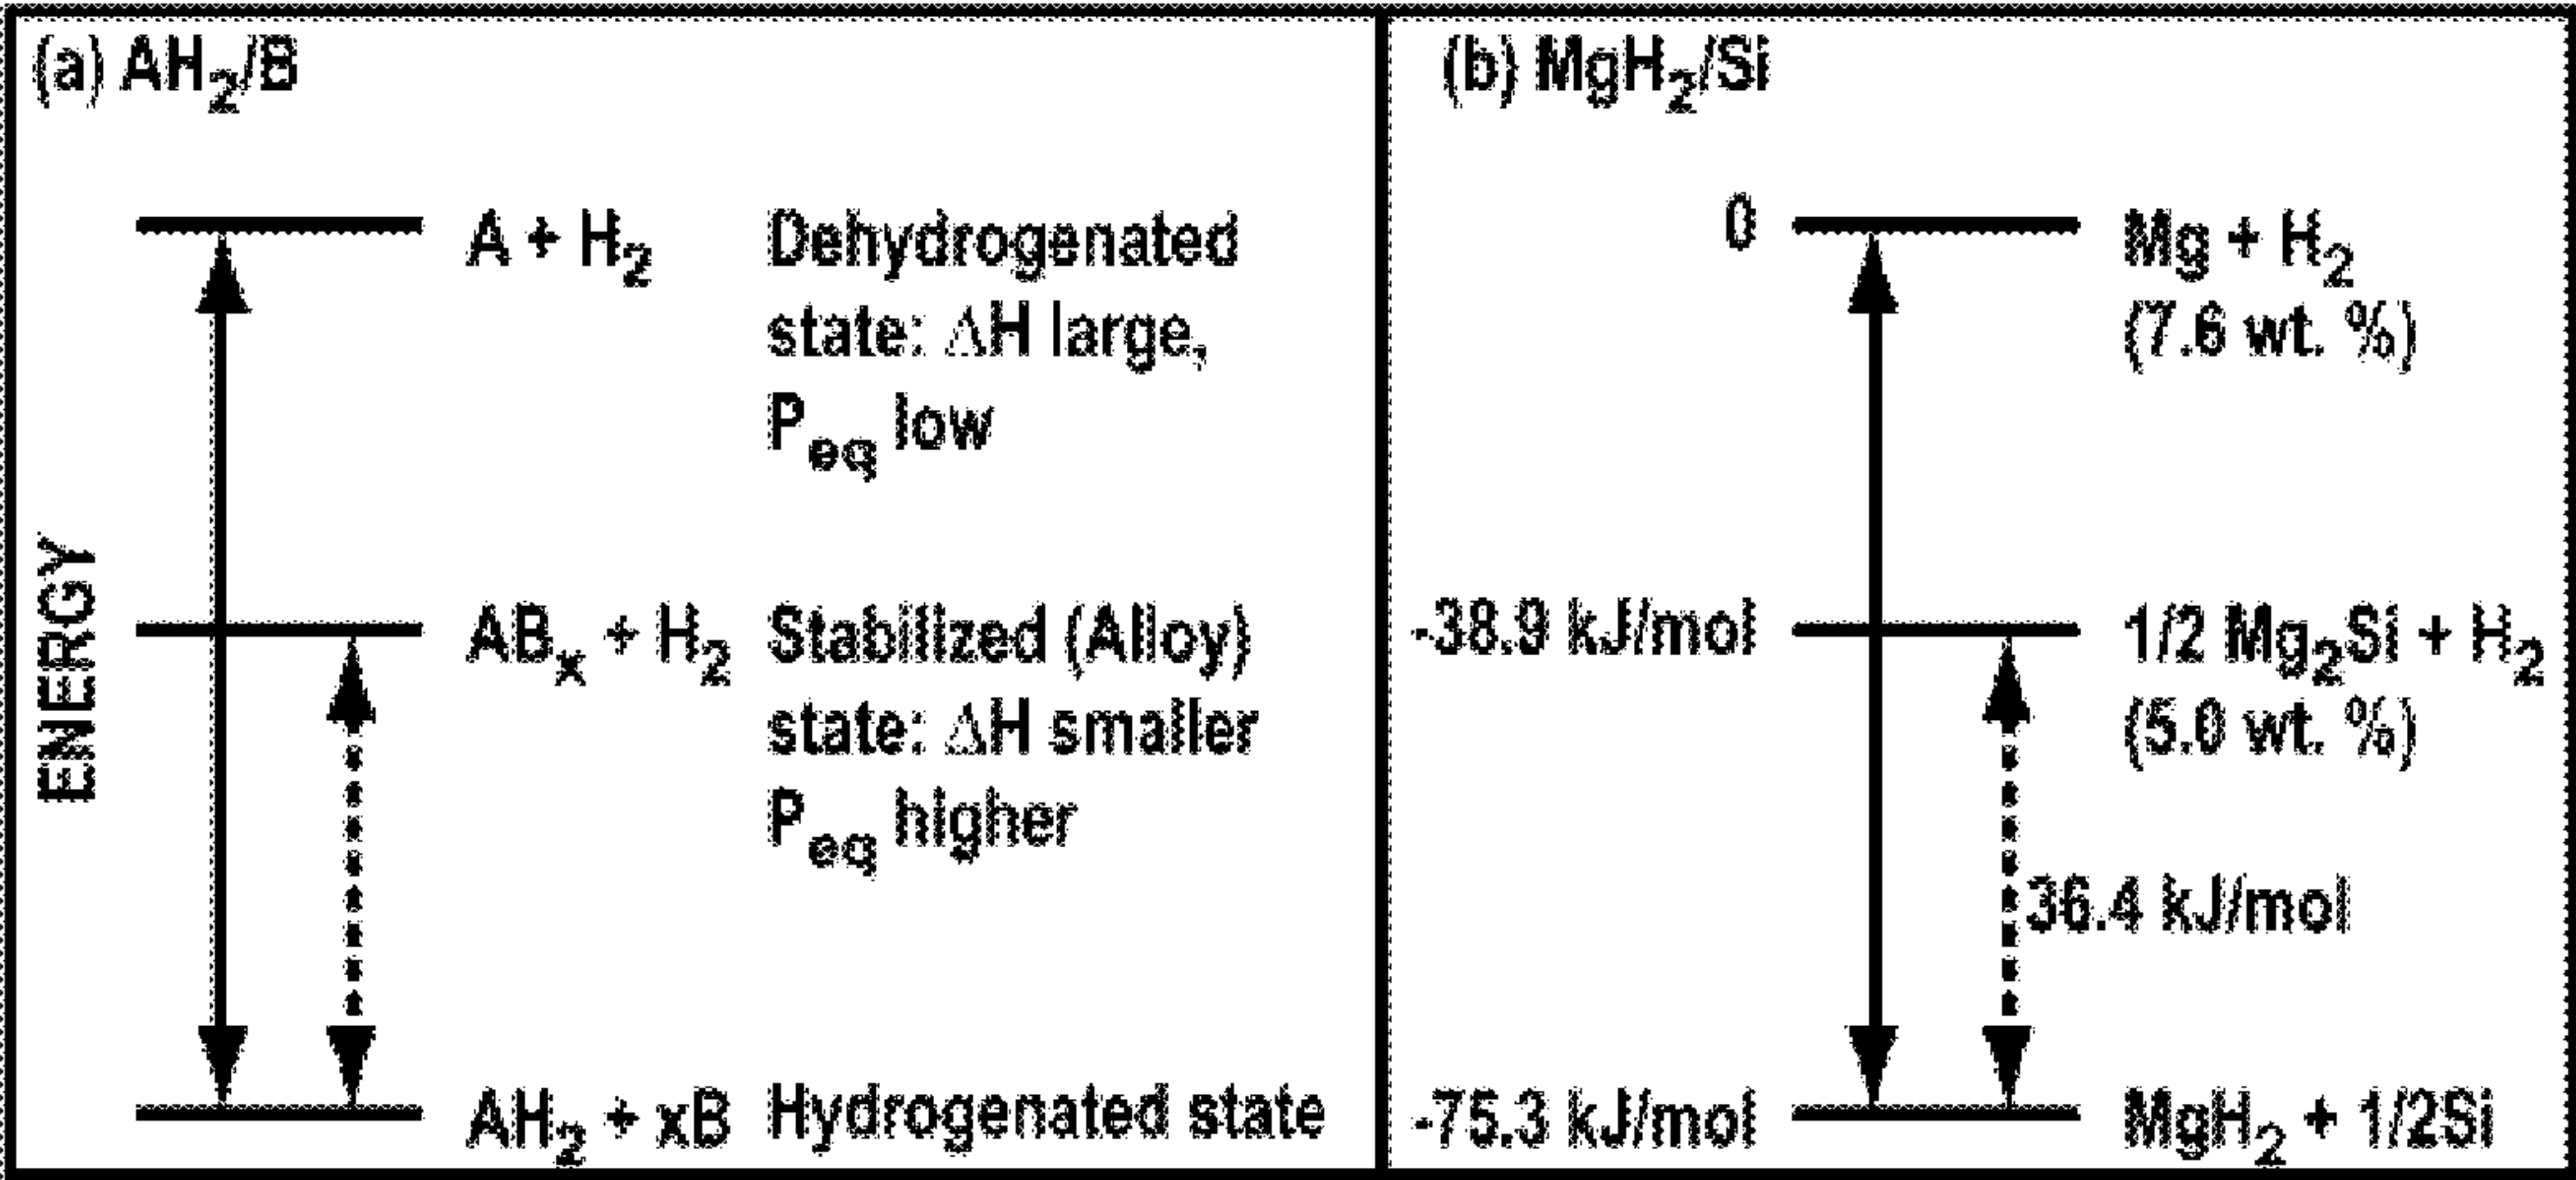 (a) AH₂/B
A + H₂
Dehydrogenated
state: ΔH large,
Pₑq low
ENERGY
ABₓ + H₂
Stabilized (Alloy)
state: ΔH smaller
Pₑq higher
AH₂ + xB
Hydrogenated state
(b) MgH₂/Si
0
Mg + H₂
(7.6 wt. %)
-38.9 kJ/mol
1/2 Mg₂Si + H₂
(5.0 wt. %)
36.4 kJ/mol
-75.3 kJ/mol
MgH₂ + 1/2Si